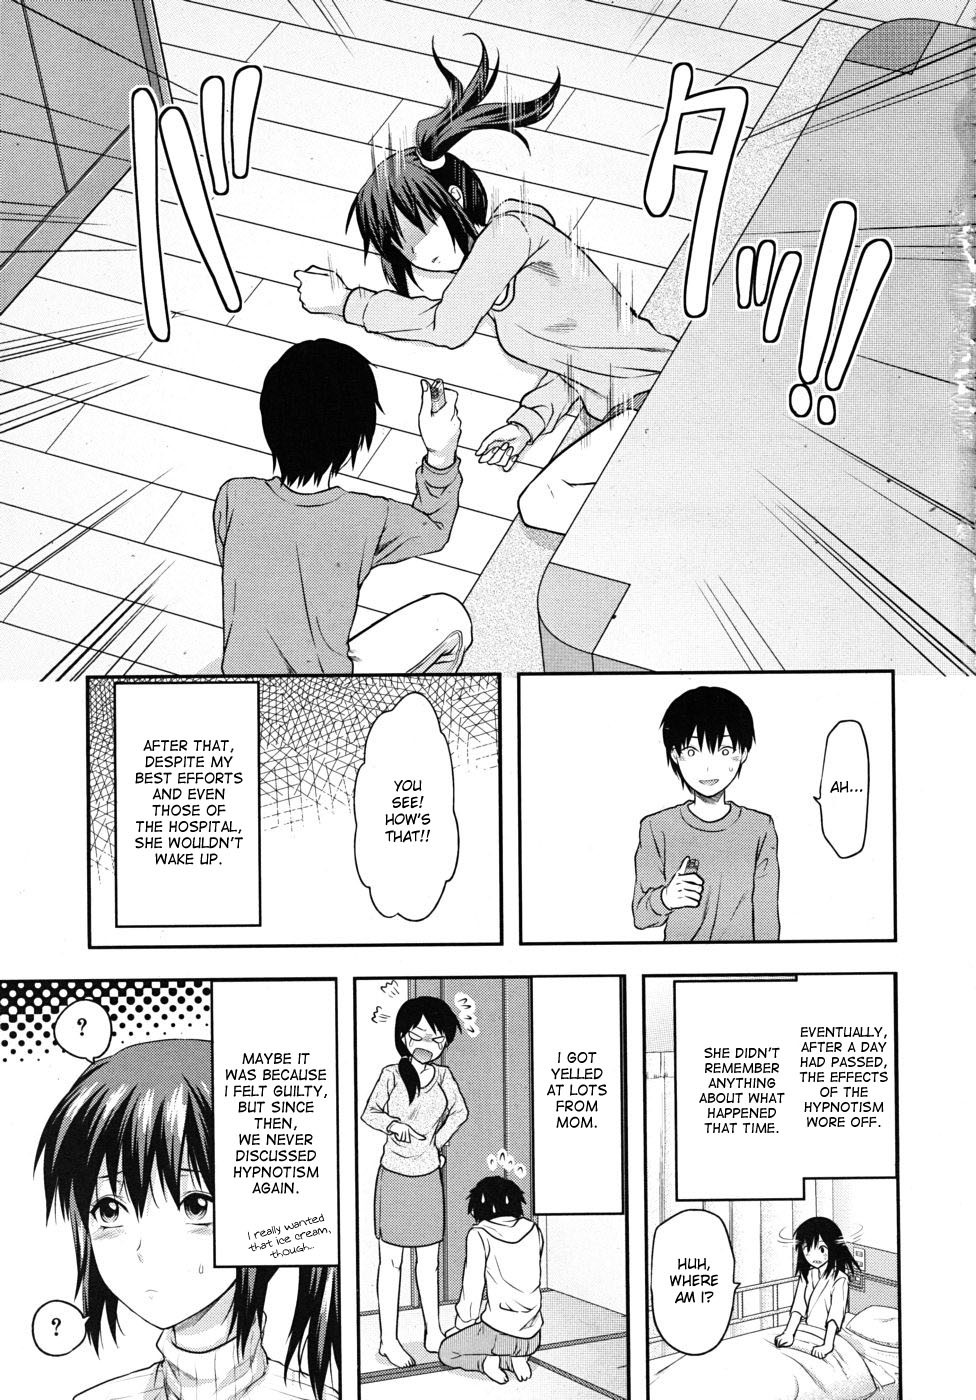 バダッ!!
AH...
YOU
SEE!
HOW'S
THAT!!
AFTER THAT,
DESPITE MY
BEST EFFORTS
AND EVEN
THOSE OF
THE HOSPITAL,
SHE WOULDN'T
WAKE UP.
EVENTUALLY,
AFTER A DAY
HAD PASSED,
THE EFFECTS
OF THE
HYPNOTISM
WORE OFF.
SHE DIDN'T
REMEMBER
ANYTHING
ABOUT WHAT
HAPPENED
THAT TIME.
HUH,
WHERE
AM I?
I GOT
YELLED
AT LOTS
FROM
MOM.
MAYBE IT
WAS BECAUSE
I FELT GUILTY,
BUT SINCE
THEN,
WE NEVER
DISCUSSED
HYPNOTISM
AGAIN.
I really wanted
that ice cream,
though...
?
?